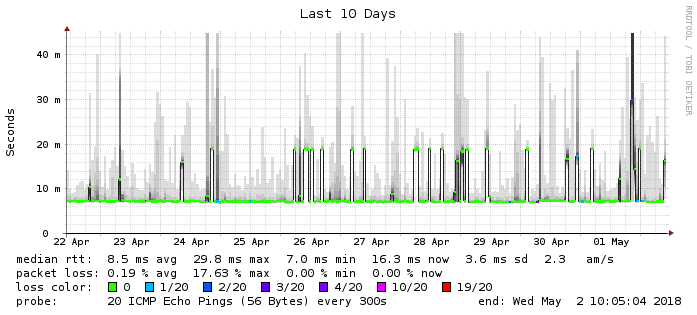 Last 10 Days
RRDTOOL / TOBI OETIKER
Seconds
40 m
30 m
20 m
10 m
0
22 Apr 23 Apr 24 Apr 25 Apr 26 Apr 27 Apr 28 Apr 29 Apr 30 Apr 01 May
median rtt: 8.5 ms avg 29.8 ms max 7.0 ms min 16.3 ms now 3.6 ms sd 2.3 am/s
packet loss: 0.19 % avg 17.63 % max 0.00 % min 0.00 % now
loss color: 0 1/20 2/20 3/20 4/20 10/20 19/20
probe: 20 ICMP Echo Pings (56 Bytes) every 300s end: Wed May 2 10:05:04 2018